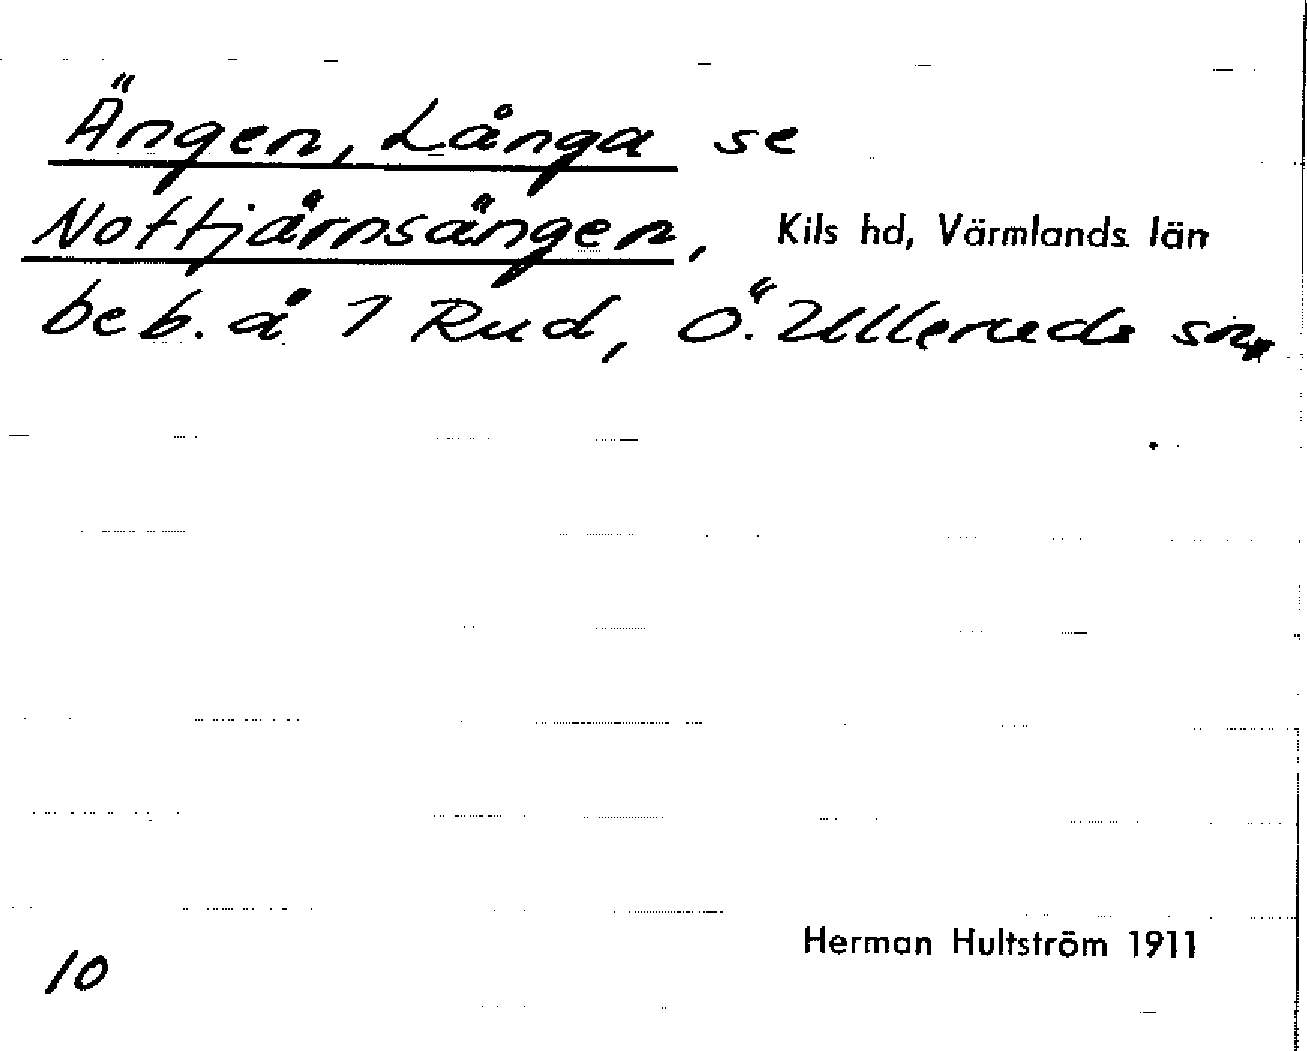 Ängen, Långa se
Nottjärnsängen, Kils hd, Värmlands län
beb. å 1 Rud, Ö. Ulleruds sn,
Herman Hultström 1911
10